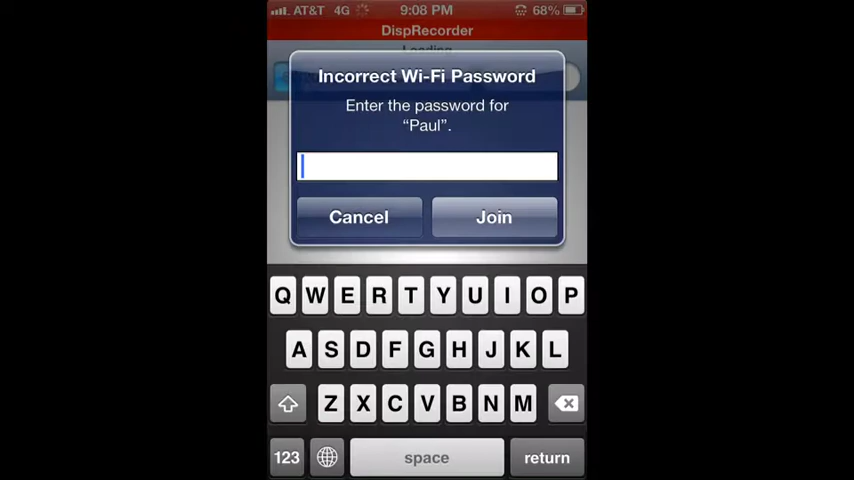 AT&T 4G 9:08 PM 68%
DispRecorder
Loading
Incorrect Wi-Fi Password
Enter the password for
“Paul”.
Cancel Join
Q W E R T Y U I O P
A S D F G H J K L
Z X C V B N M
123 space return